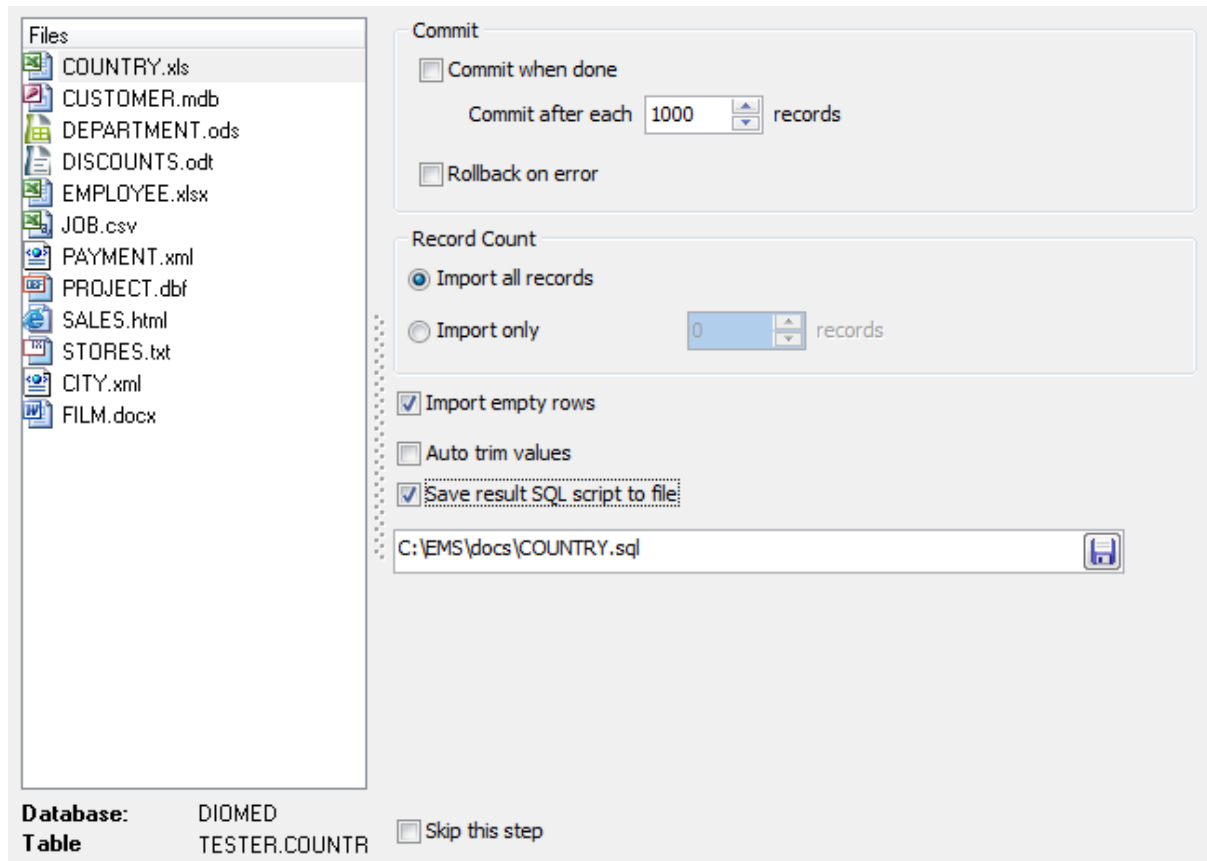 Files
COUNTRY.xls
CUSTOMER.mdb
DEPARTMENT.ods
DISCOUNTS.odt
EMPLOYEE.xlsx
JOB.csv
PAYMENT.xml
PROJECT.dbf
SALES.html
STORES.txt
CITY.xml
FILM.docx
Database: DIOMED
Table TESTER.COUNTR
Commit
Commit when done
Commit after each 1000 records
Rollback on error
Record Count
Import all records
Import only 0 records
Import empty rows
Auto trim values
Save result SQL script to file
C:\EMS\docs\COUNTRY.sql
Skip this step